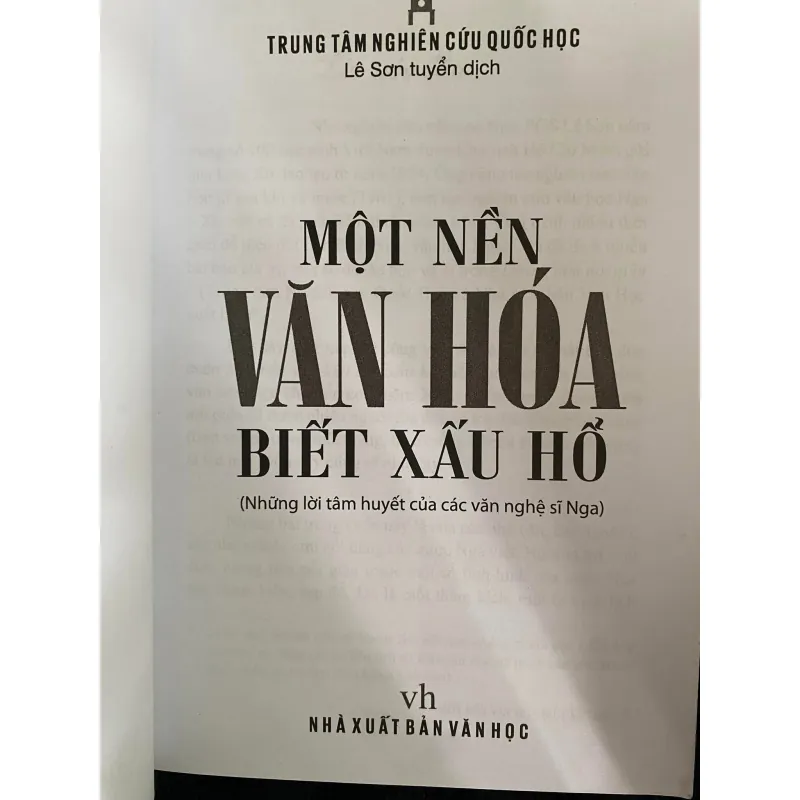 TRUNG TÂM NGHIÊN CỨU QUỐC HỌC
Lê Sơn tuyển dịch
MỘT NỀN
VĂN HÓA
BIẾT XẤU HỔ
(Những lời tâm huyết của các văn nghệ sĩ Nga)
vh
NHÀ XUẤT BẢN VĂN HỌC